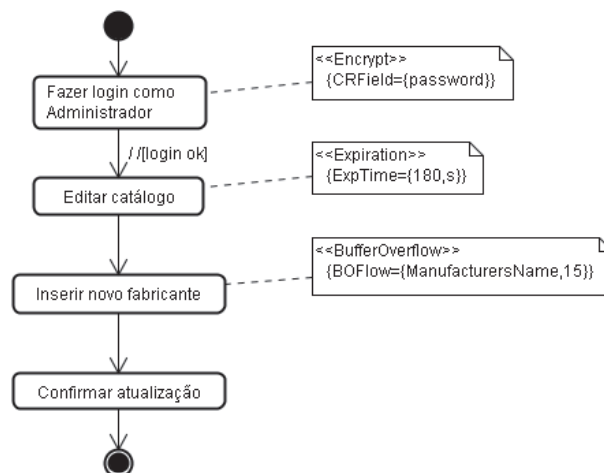 <<Encrypt>>
{CRField={password}}
Fazer login como
Administrador
//[login ok]
<<Expiration>>
{ExpTime={180,s}}
Editar catálogo
<<BufferOverflow>>
{BOFlow={ManufacturersName,15}}
Inserir novo fabricante
Confirmar atualização